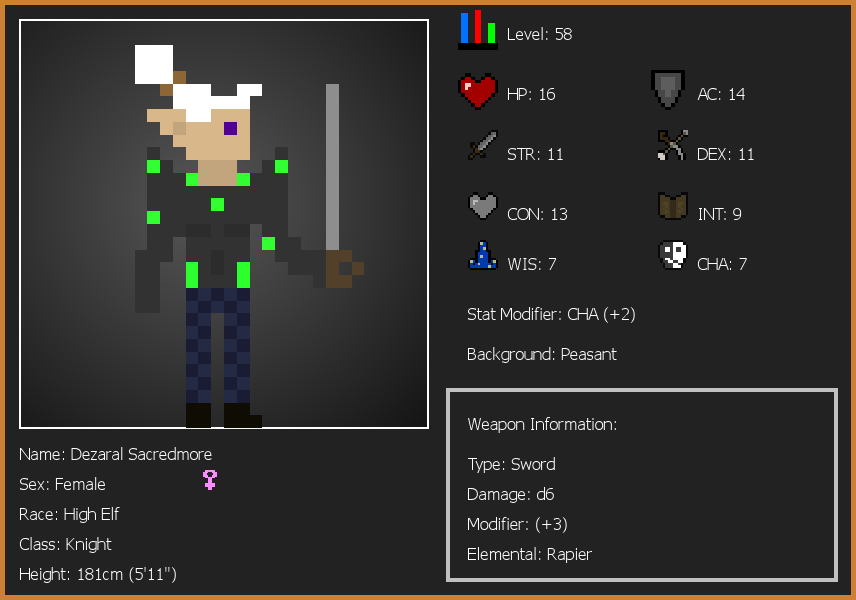 Level: 58
HP: 16
AC: 14
STR: 11
DEX: 11
CON: 13
INT: 9
WIS: 7
CHA: 7
Stat Modifier: CHA (+2)
Background: Peasant
Weapon Information:
Type: Sword
Damage: d6
Modifier: (+3)
Elemental: Rapier
Name: Dezaral Sacredmore
Sex: Female
Race: High Elf
Class: Knight
Height: 181cm (5'11")